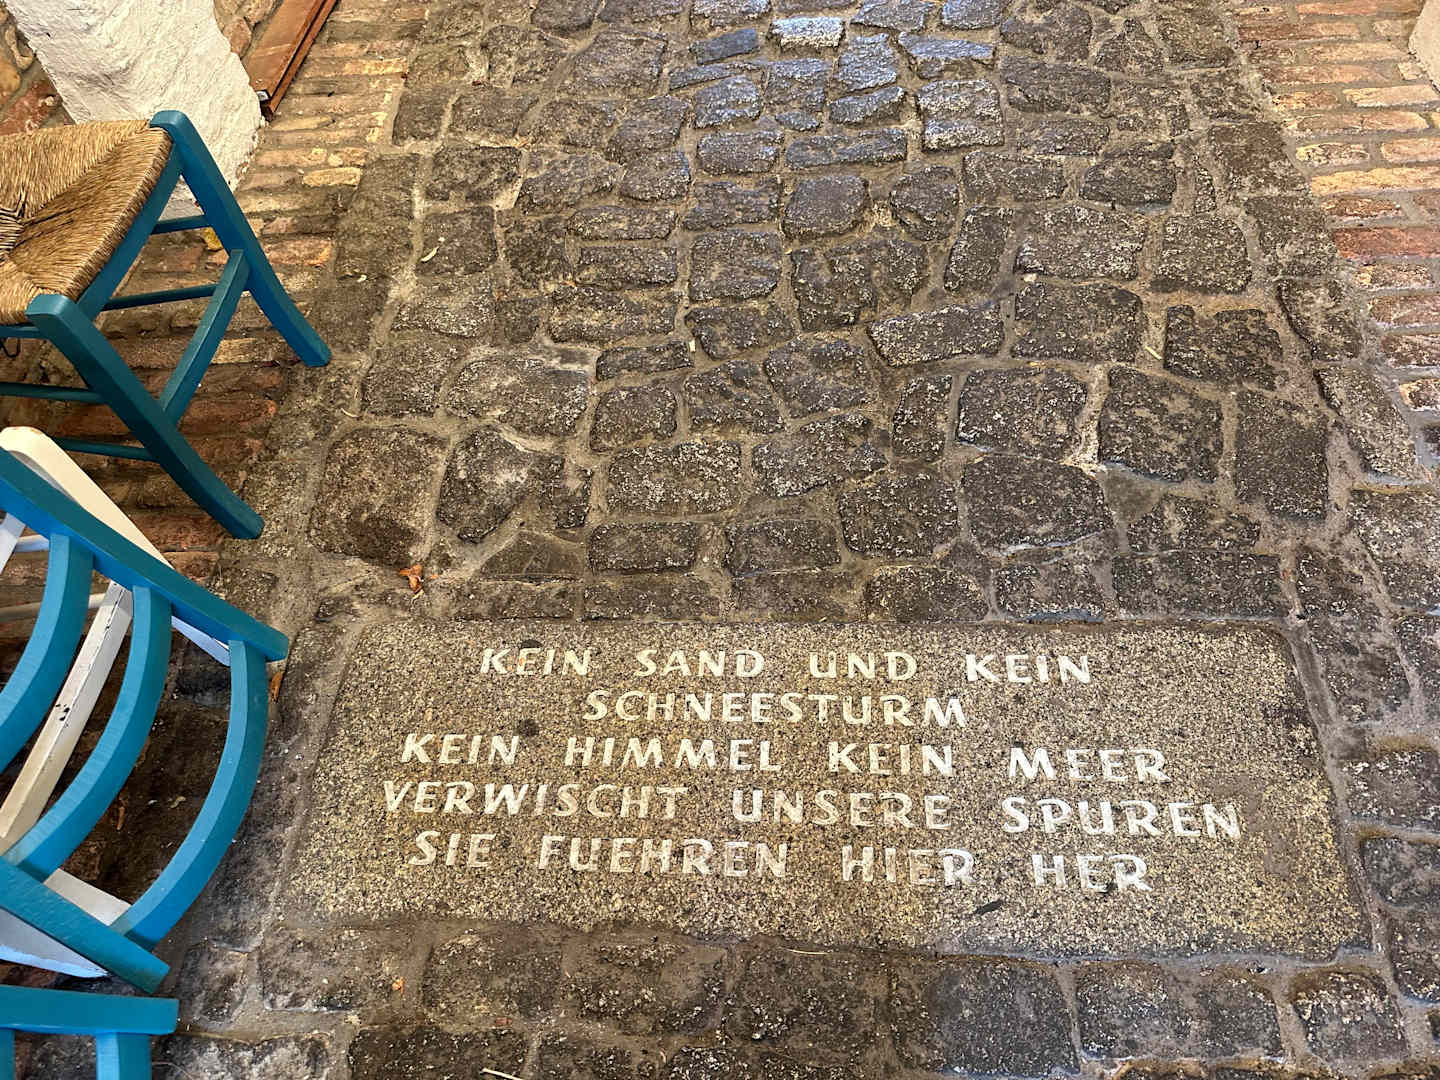 KEIN SAND UND KEIN
SCHNEESTURM
KEIN HIMMEL KEIN MEER
VERWISCHT UNSERE SPUREN
SIE FUEHREN HIER HER